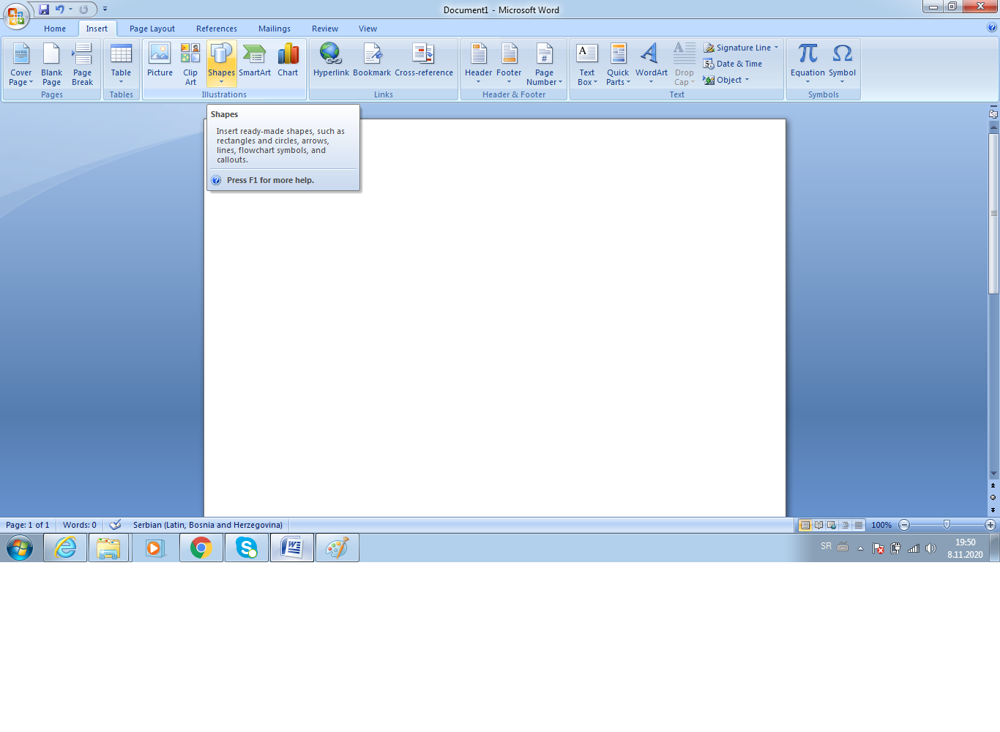 Document1 - Microsoft Word
Home Insert Page Layout References Mailings Review View
Cover Page Blank Page Page Break
Pages
Table
Tables
Picture Clip Art Shapes SmartArt Chart
Illustrations
Hyperlink Bookmark Cross-reference
Links
Header Footer Page Number
Header & Footer
Text Box Quick Parts WordArt Drop Cap
Signature Line
Date & Time
Object
Text
Equation Symbol
Symbols
Shapes
Insert ready-made shapes, such as
rectangles and circles, arrows,
lines, flowchart symbols, and
callouts.
Press F1 for more help.
Page: 1 of 1 Words: 0 Serbian (Latin, Bosnia and Herzegovina) 100%
SR
19:50
8.11.2020